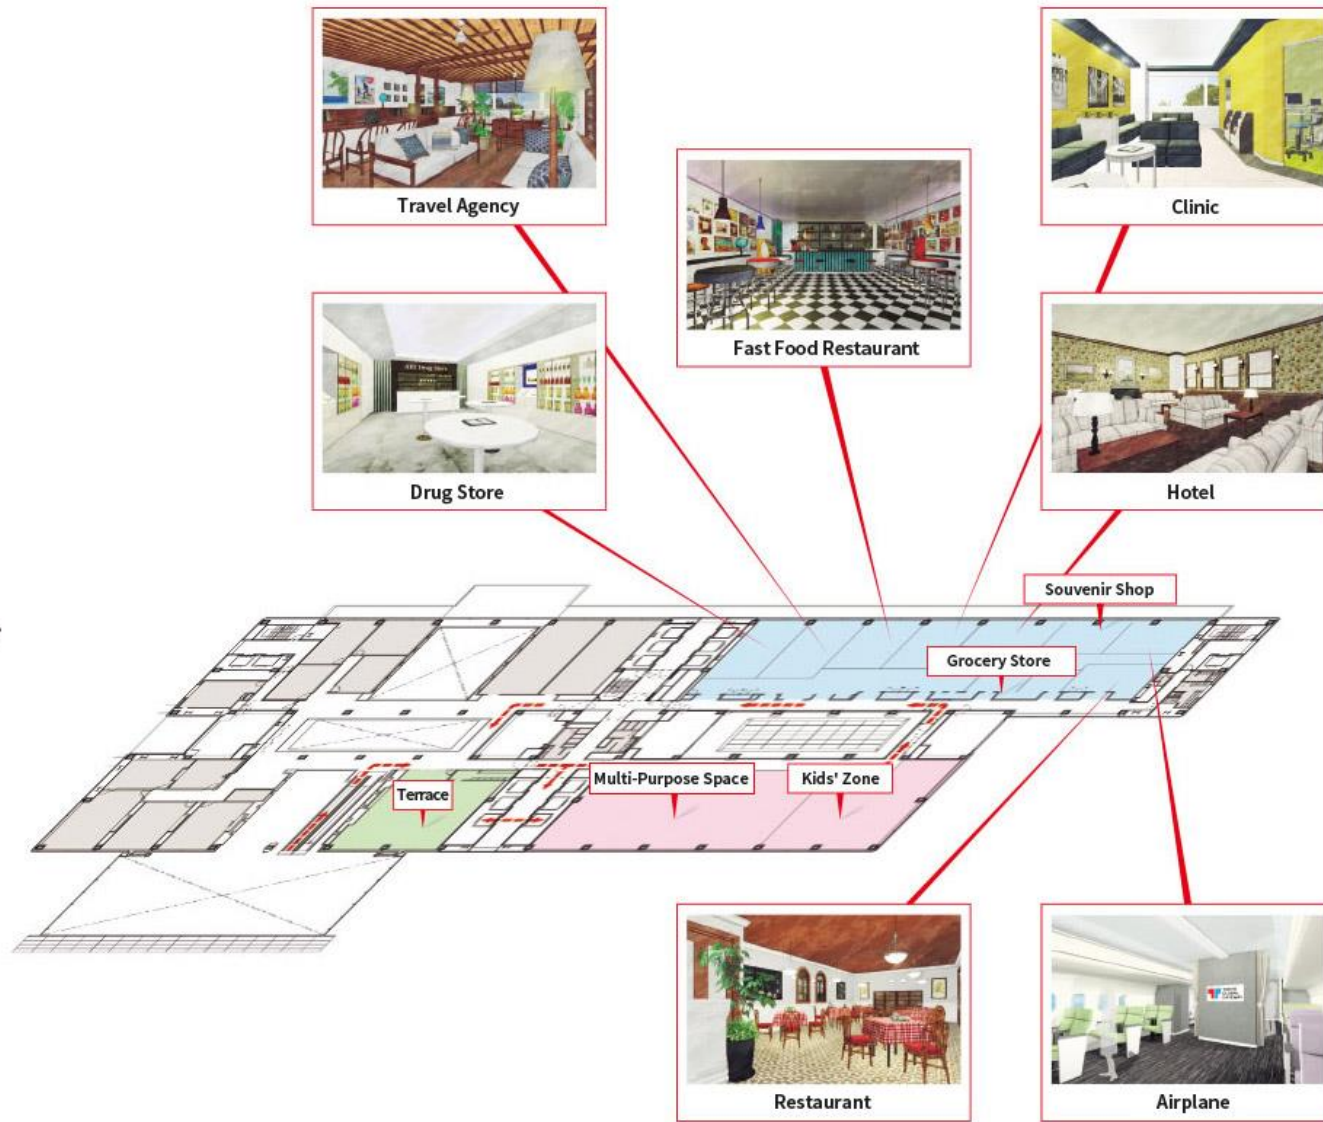 Travel Agency
Clinic
Fast Food Restaurant
Drug Store
Hotel
Souvenir Shop
Grocery Store
Multi-Purpose Space
Kids' Zone
Terrace
Restaurant
Airplane